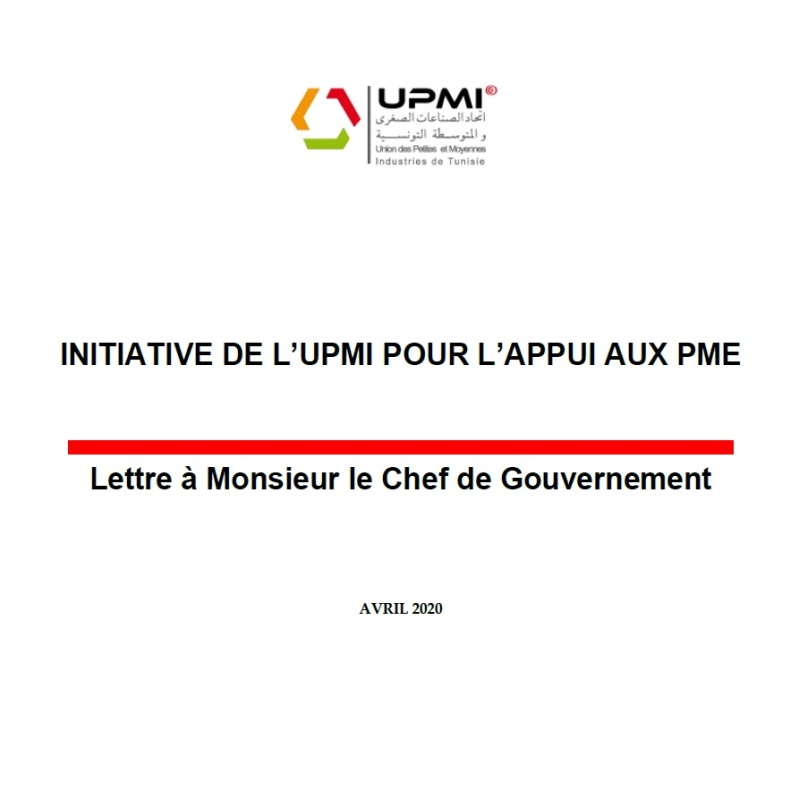 UPMI®
اتحاد الصناعات الصغرى
والمتوسطة التونسية
Union des Petites et Moyennes
Industries de Tunisie
INITIATIVE DE L’UPMI POUR L’APPUI AUX PME
Lettre à Monsieur le Chef de Gouvernement
AVRIL 2020